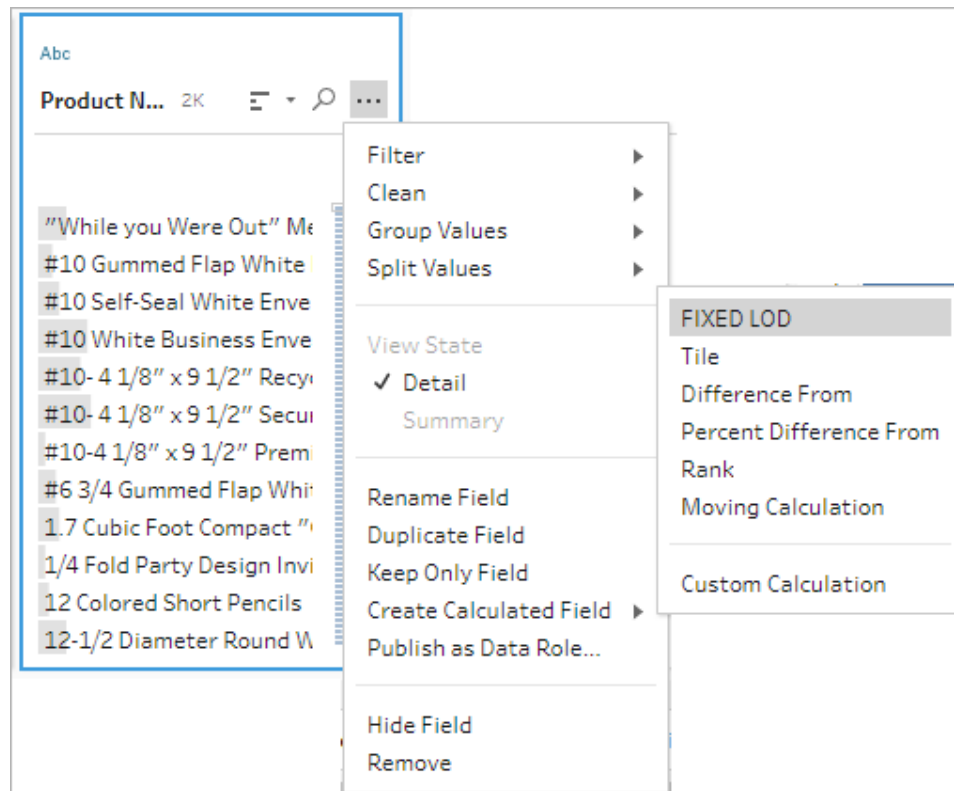 Abc
Product N... 2K
"While you Were Out" Me
#10 Gummed Flap White
#10 Self-Seal White Enve
#10 White Business Enve
#10- 4 1/8" x 9 1/2" Recy
#10- 4 1/8" x 9 1/2" Secur
#10-4 1/8" x 9 1/2" Premi
#6 3/4 Gummed Flap Whit
1.7 Cubic Foot Compact "
1/4 Fold Party Design Invi
12 Colored Short Pencils
12-1/2 Diameter Round W
Filter
Clean
Group Values
Split Values
View State
✓ Detail
Summary
Rename Field
Duplicate Field
Keep Only Field
Create Calculated Field
Publish as Data Role...
Hide Field
Remove
FIXED LOD
Tile
Difference From
Percent Difference From
Rank
Moving Calculation
Custom Calculation